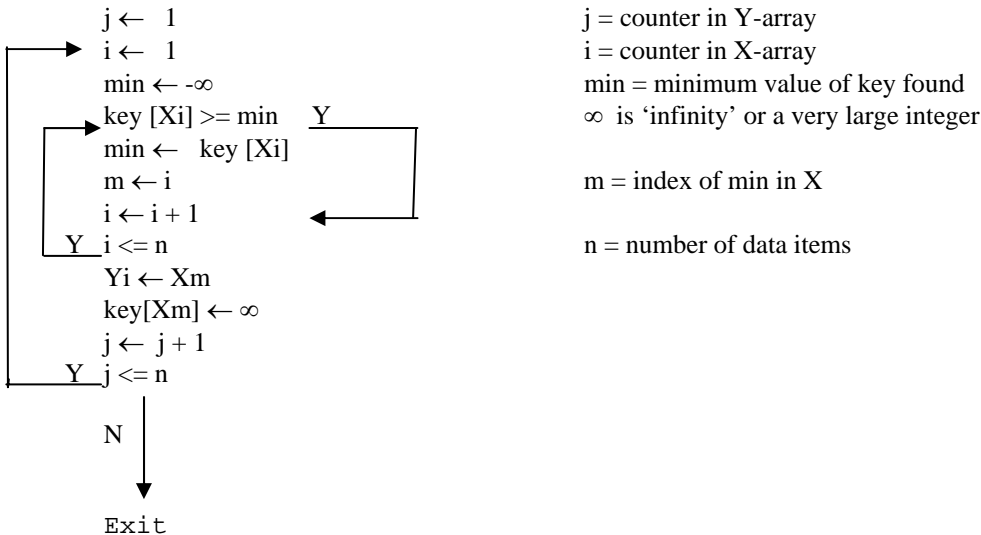 j ← 1 j = counter in Y-array
i ← 1 i = counter in X-array
min ← -∞ min = minimum value of key found
key [Xi] >= min Y ∞ is ‘infinity’ or a very large integer
min ← key [Xi]
m ← i m = index of min in X
i ← i + 1
Y i <= n n = number of data items
Yi ← Xm
key[Xm] ← ∞
j ← j + 1
Y j <= n
N
Exit